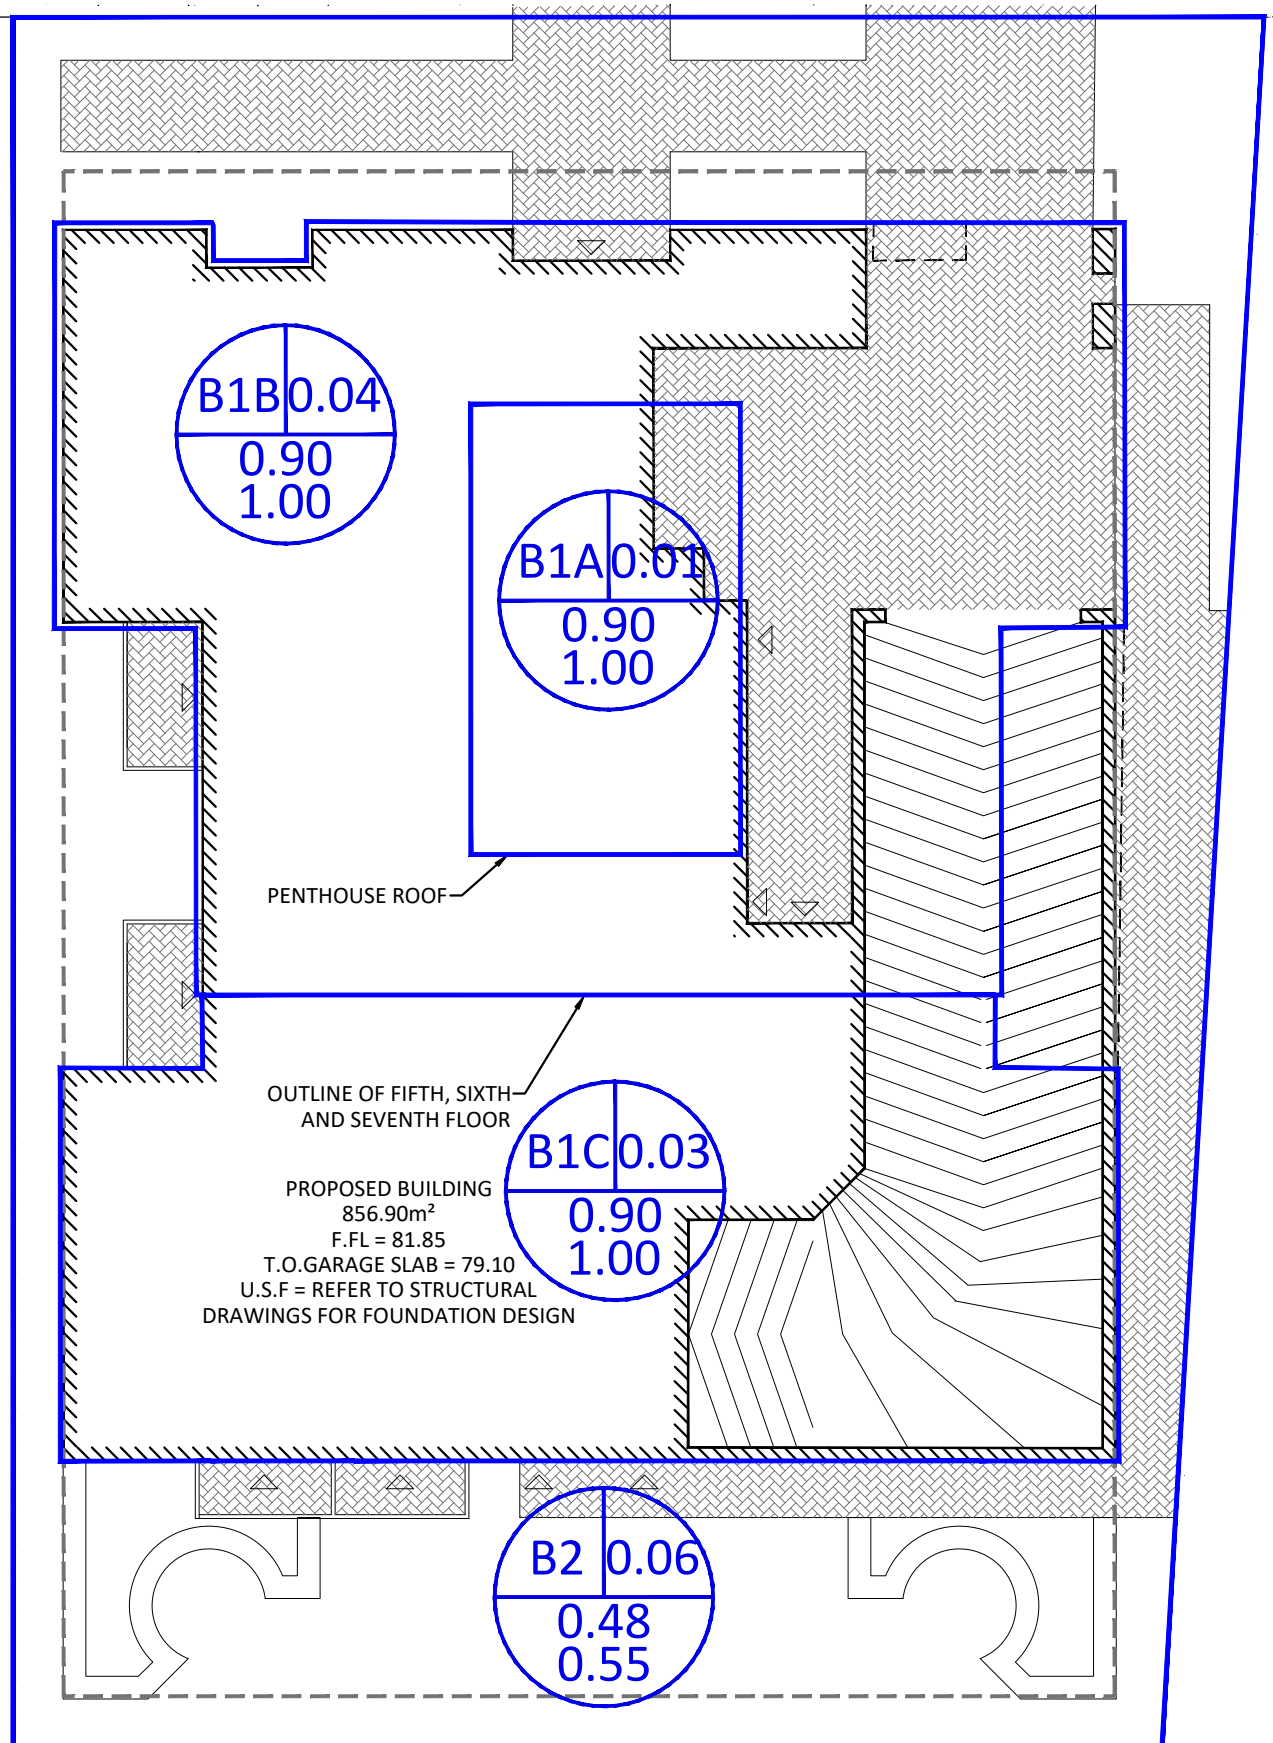 B1B 0.04
0.90
1.00
B1A 0.01
0.90
1.00
PENTHOUSE ROOF
OUTLINE OF FIFTH, SIXTH
AND SEVENTH FLOOR
B1C 0.03
0.90
1.00
PROPOSED BUILDING
856.90m²
F.FL = 81.85
T.O.GARAGE SLAB = 79.10
U.S.F = REFER TO STRUCTURAL
DRAWINGS FOR FOUNDATION DESIGN
B2 0.06
0.48
0.55